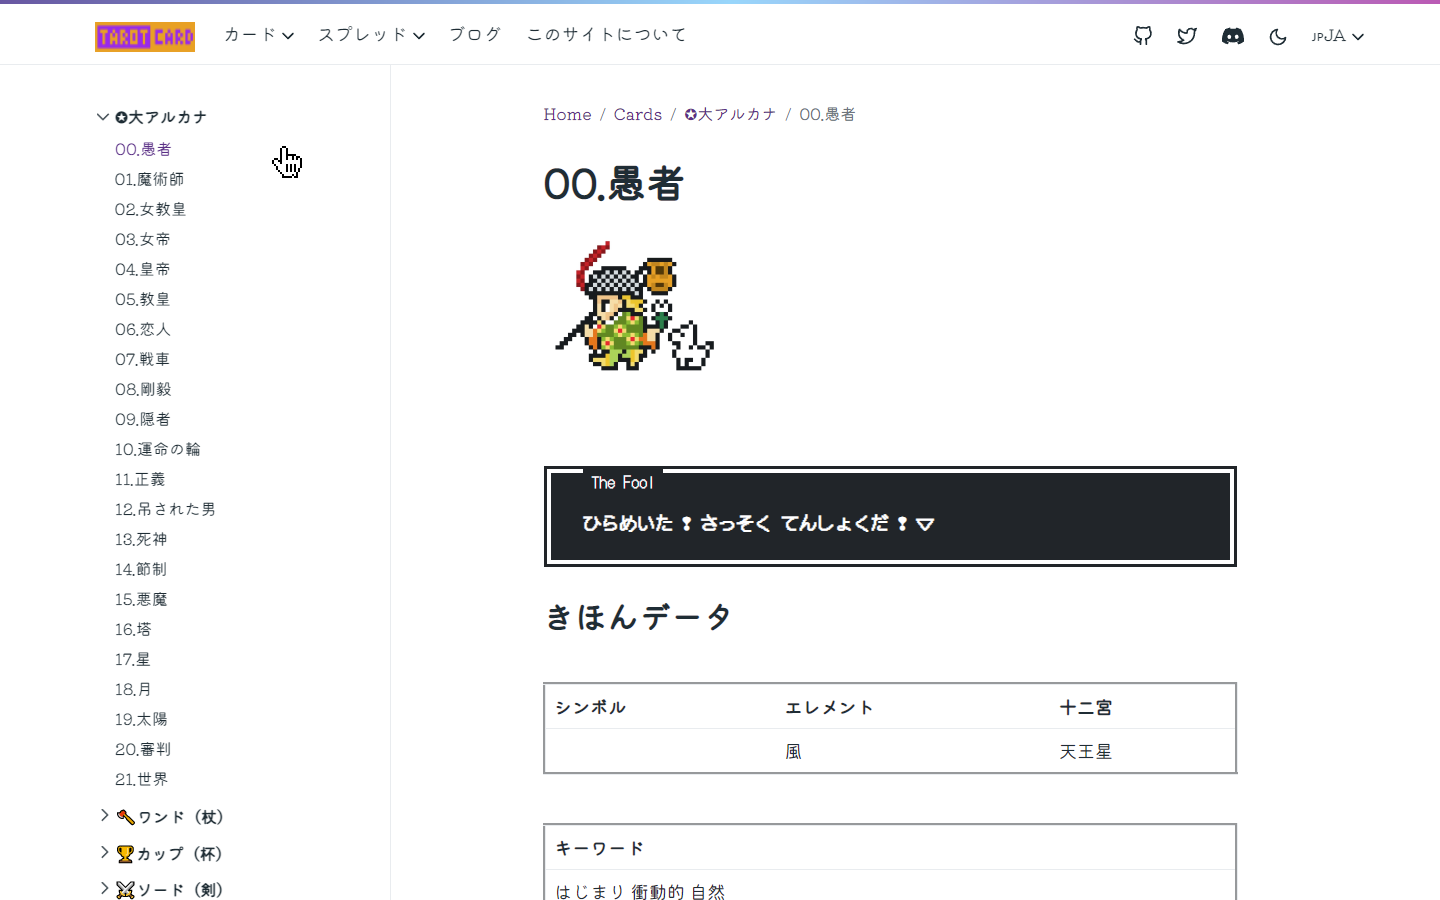 TAROT CARD
カード
スプレッド
ブログ
このサイトについて
JPJA
✪大アルカナ
00.愚者
01.魔術師
02.女教皇
03.女帝
04.皇帝
05.教皇
06.恋人
07.戦車
08.剛毅
09.隠者
10.運命の輪
11.正義
12.吊された男
13.死神
14.節制
15.悪魔
16.塔
17.星
18.月
19.太陽
20.審判
21.世界
ワンド（杖）
カップ（杯）
ソード（剣）
Home / Cards / ✪大アルカナ / 00.愚者
00.愚者
The Fool
ひらめいた ！ さっそく てんしょくだ ！ ▽
きほんデータ
シンボル エレメント 十二宮
風 天王星
キーワード
はじまり 衝動的 自然